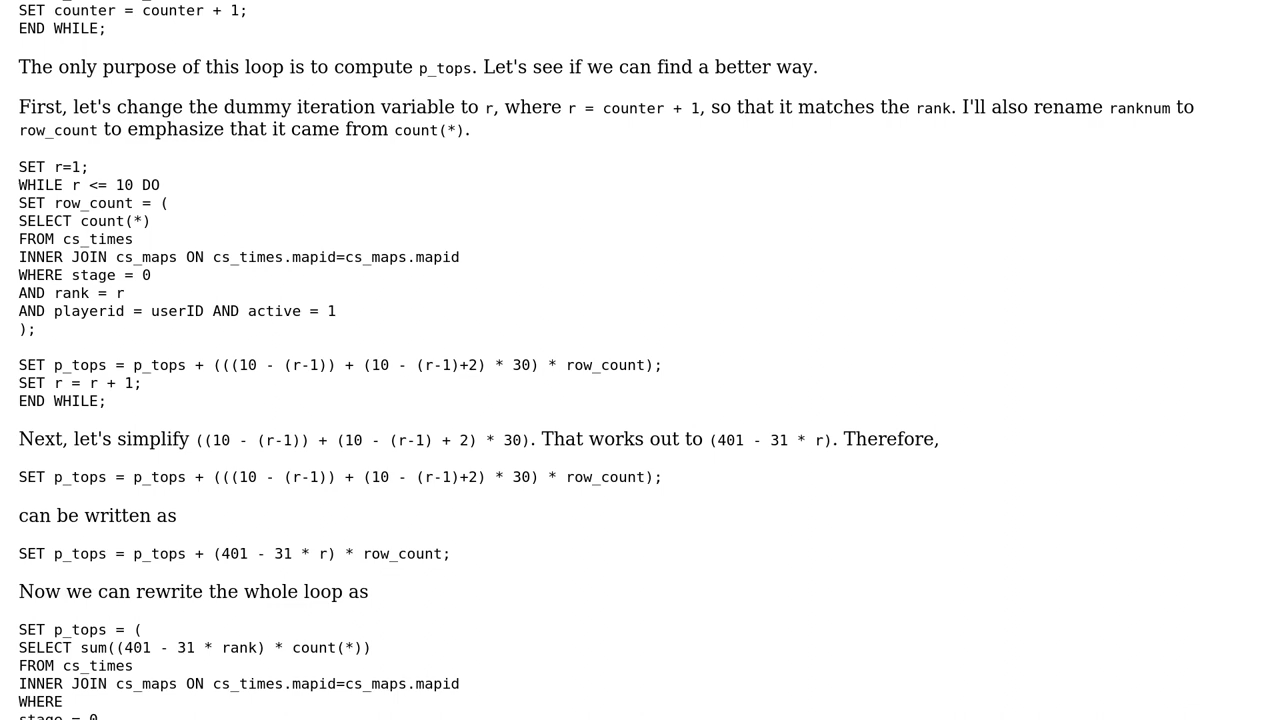 SET counter = counter + 1;
END WHILE;
The only purpose of this loop is to compute p_tops. Let's see if we can find a better way.
First, let's change the dummy iteration variable to r, where r = counter + 1, so that it matches the rank. I'll also rename ranknum to
row_count to emphasize that it came from count(*).
SET r=1;
WHILE r <= 10 DO
SET row_count = (
SELECT count(*)
FROM cs_times
INNER JOIN cs_maps ON cs_times.mapid=cs_maps.mapid
WHERE stage = 0
AND rank = r
AND playerid = userID AND active = 1
);
SET p_tops = p_tops + (((10 - (r-1)) + (10 - (r-1)+2) * 30) * row_count);
SET r = r + 1;
END WHILE;
Next, let's simplify ((10 - (r-1)) + (10 - (r-1) + 2) * 30). That works out to (401 - 31 * r). Therefore,
SET p_tops = p_tops + (((10 - (r-1)) + (10 - (r-1)+2) * 30) * row_count);
can be written as
SET p_tops = p_tops + (401 - 31 * r) * row_count;
Now we can rewrite the whole loop as
SET p_tops = (
SELECT sum((401 - 31 * rank) * count(*))
FROM cs_times
INNER JOIN cs_maps ON cs_times.mapid=cs_maps.mapid
WHERE
stage = 0